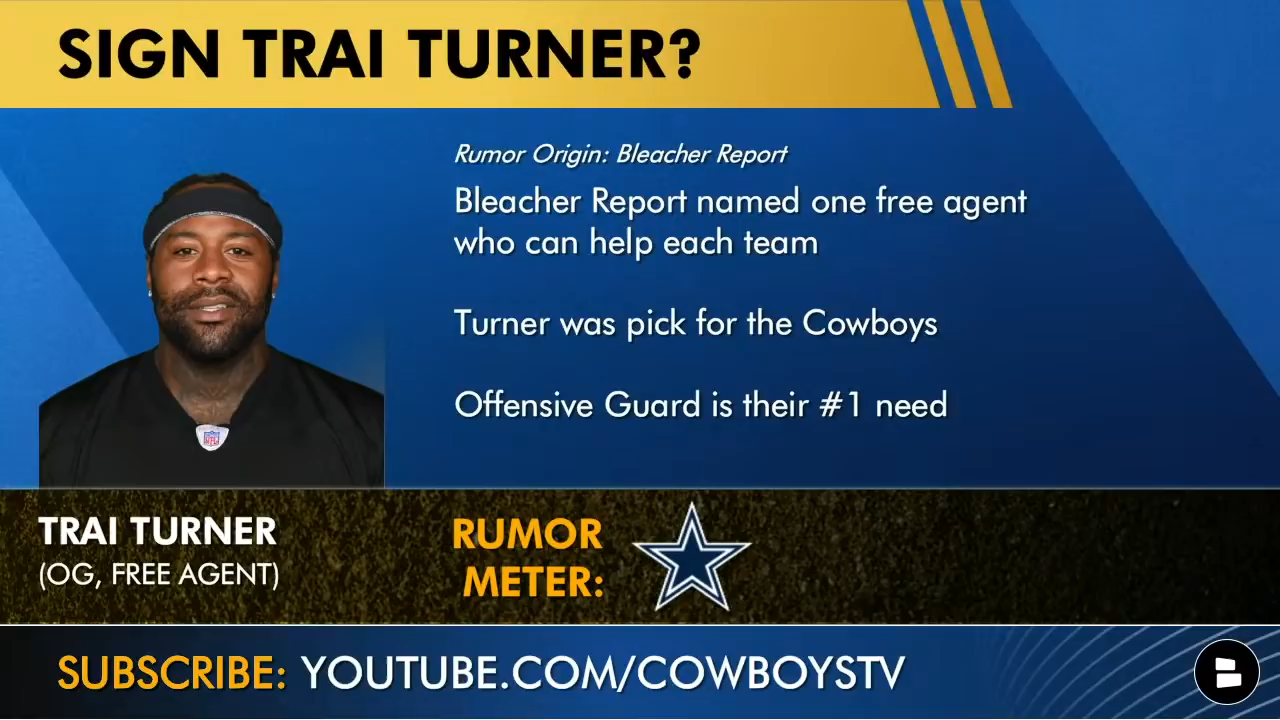 SIGN TRAI TURNER?
Rumor Origin: Bleacher Report
Bleacher Report named one free agent
who can help each team
Turner was pick for the Cowboys
Offensive Guard is their #1 need
TRAI TURNER
(OG, FREE AGENT)
RUMOR
METER:
SUBSCRIBE: YOUTUBE.COM/COWBOYSTV